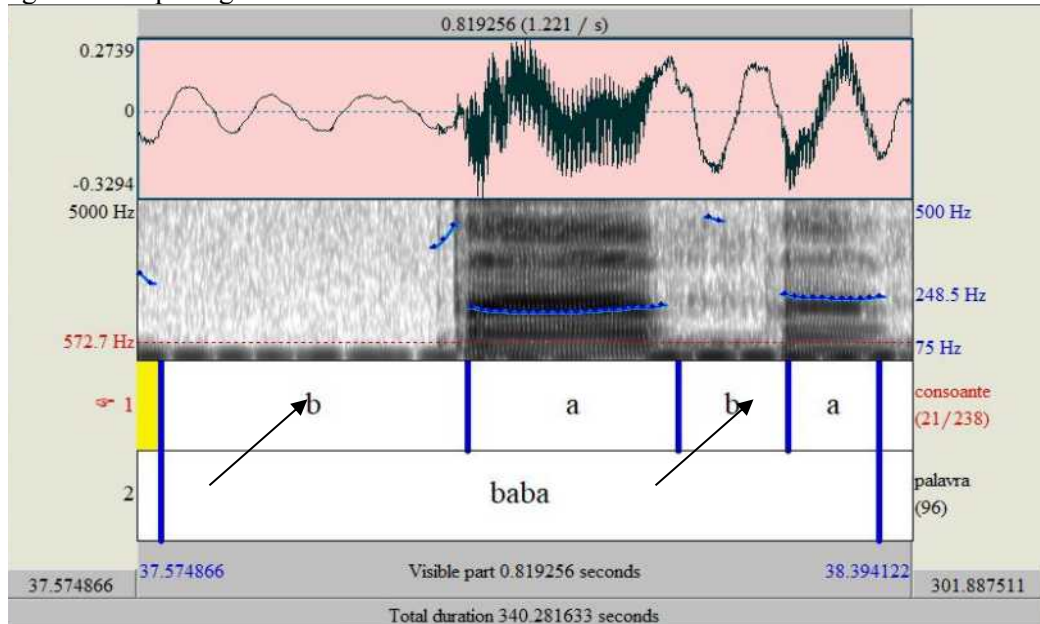 0.819256 (1.221 / s)
0.2739
0
-0.3294
5000 Hz
500 Hz
248.5 Hz
572.7 Hz
75 Hz
1
b
a
b
a
consoante
(21/238)
2
baba
palavra
(96)
37.574866
37.574866
Visible part 0.819256 seconds
38.394122
301.887511
Total duration 340.281633 seconds